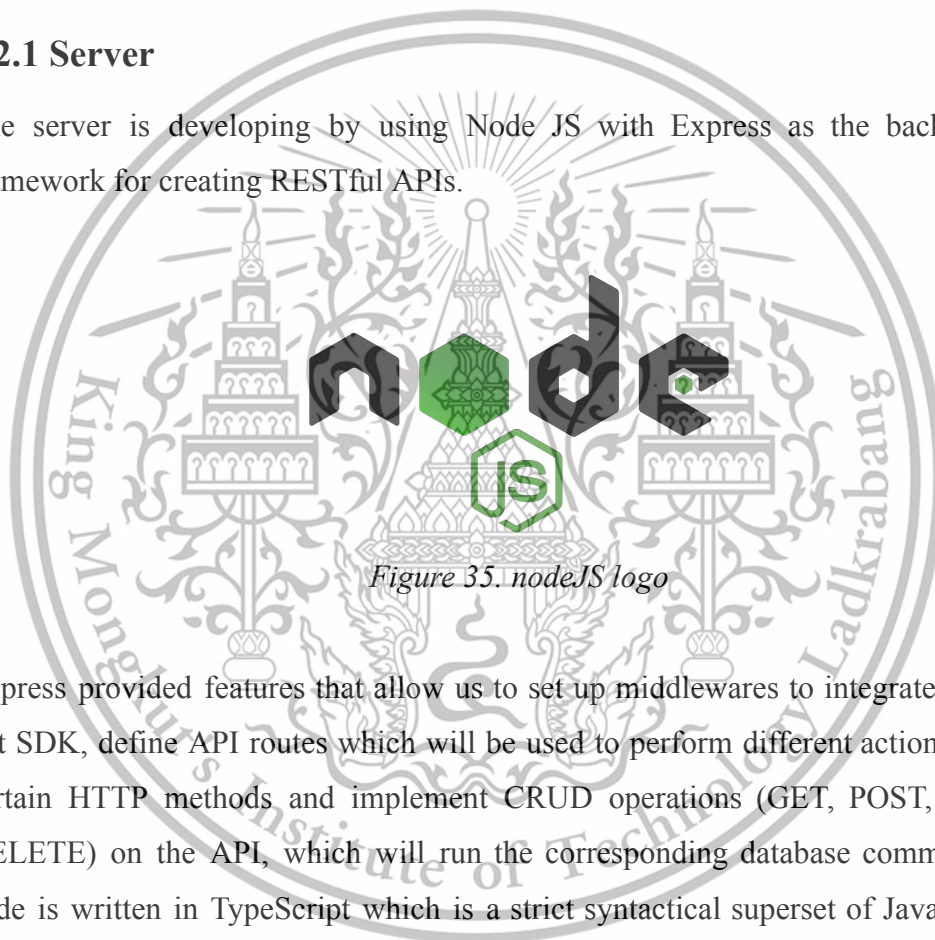 2.1 Server
e server is developing by using Node JS with Express as the back
amework for creating RESTful APIs.
node
JS
Figure 35. nodeJS logo
press provided features that allow us to set up middlewares to integrate
t SDK, define API routes which will be used to perform different action
rtain HTTP methods and implement CRUD operations (GET, POST,
ELETE) on the API, which will run the corresponding database comm
de is written in TypeScript which is a strict syntactical superset of Java
King Mongkut's Institute of Technology Ladkrabang